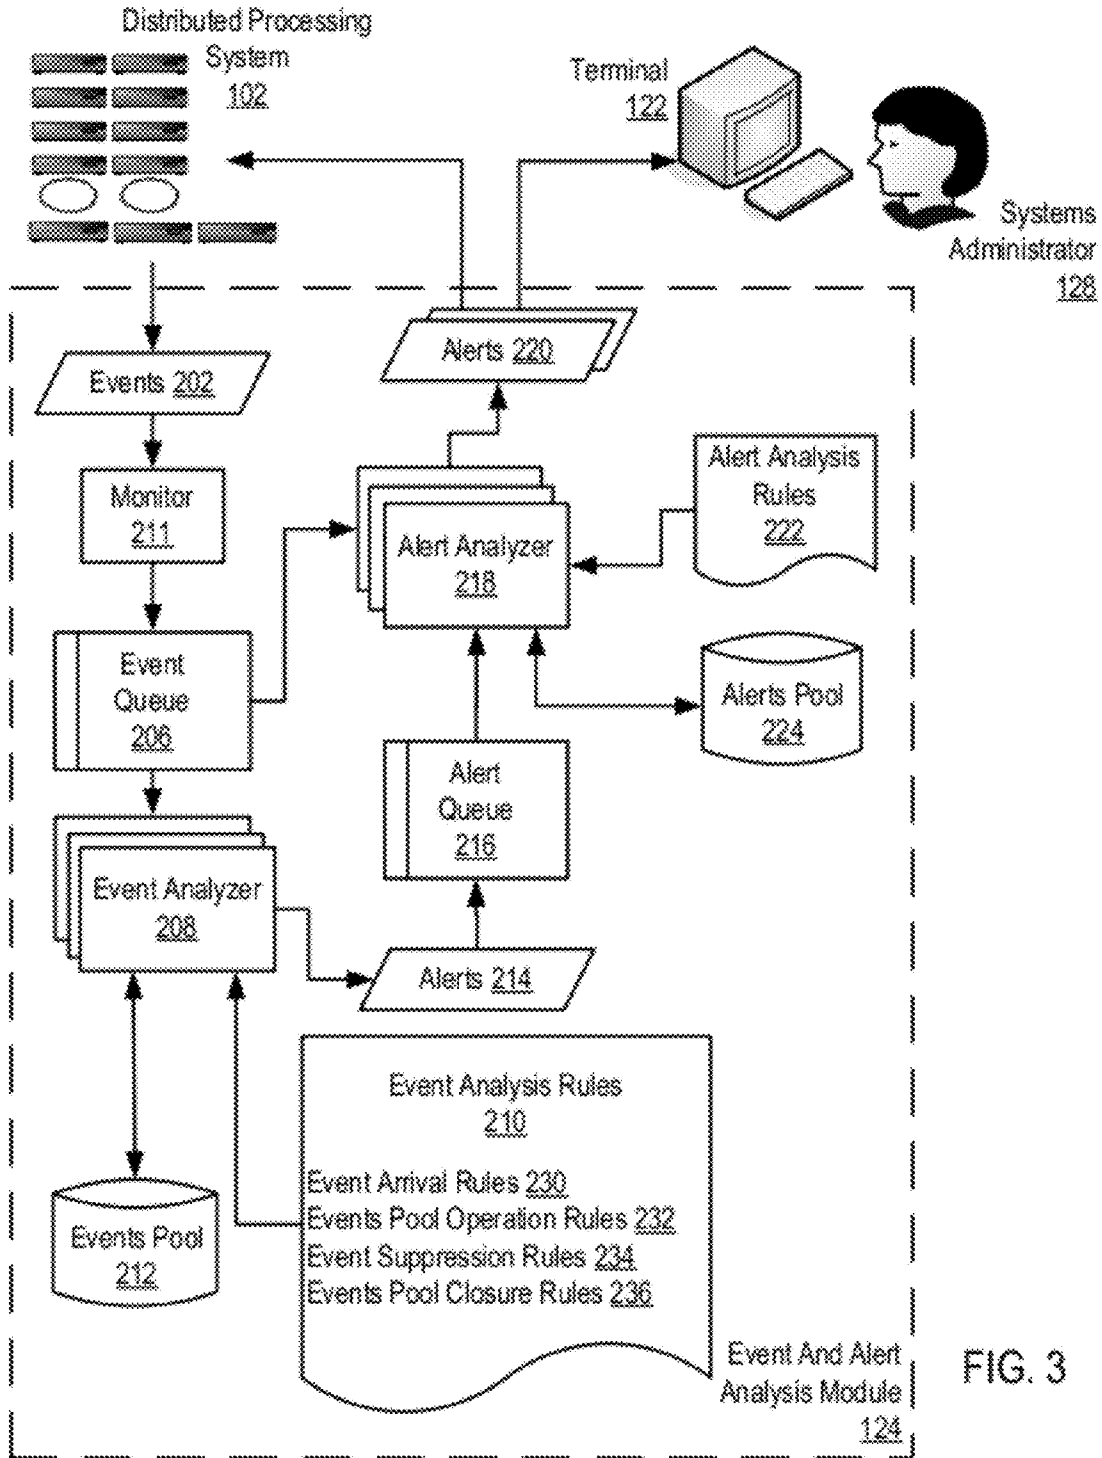 Distributed Processing
System
102
Terminal
122
Systems
Administrator
128
Alerts 220
Events 202
Monitor
211
Alert Analysis
Rules
222
Alert Analyzer
218
Event
Queue
206
Alerts Pool
224
Alert
Queue
216
Event Analyzer
208
Alerts 214
Event Analysis Rules
210
Event Arrival Rules 230
Events Pool Operation Rules 232
Event Suppression Rules 234
Events Pool Closure Rules 236
Events Pool
212
Event And Alert
Analysis Module
124
FIG. 3